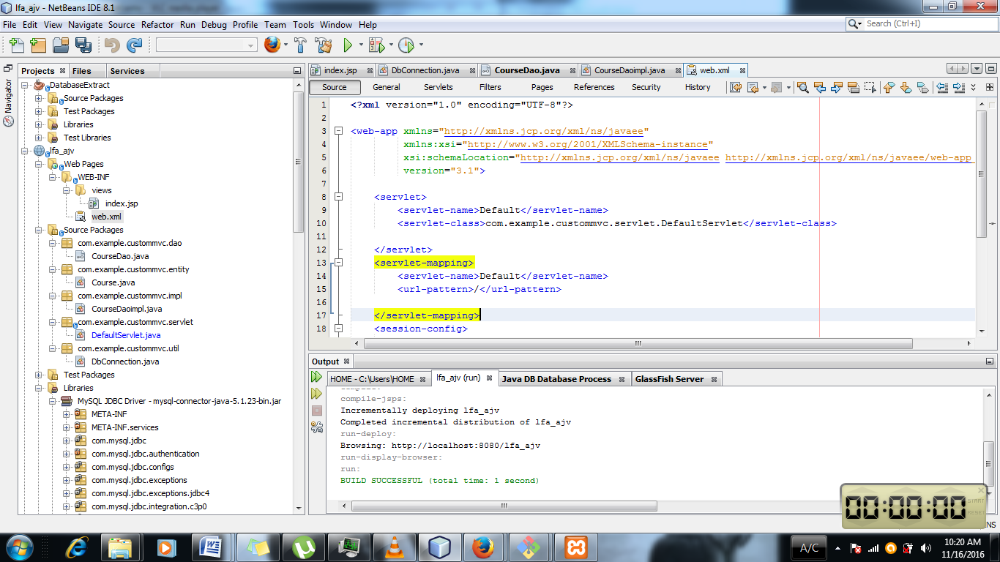 lfa_ajv - NetBeans IDE 8.1
File Edit View Navigate Source Refactor Run Debug Profile Team Tools Window Help
Search (Ctrl+I)
Projects Files Services
Navigator
DatabaseExtract
Source Packages
Test Packages
Libraries
Test Libraries
lfa_ajv
Web Pages
WEB-INF
views
index.jsp
web.xml
Source Packages
com.example.custommvc.dao
CourseDao.java
com.example.custommvc.entity
Course.java
com.example.custommvc.impl
CourseDaoimpl.java
com.example.custommvc.servlet
DefaultServlet.java
com.example.custommvc.util
DbConnection.java
Test Packages
Libraries
MySQL JDBC Driver - mysql-connector-java-5.1.23-bin.jar
META-INF
META-INF.services
com.mysql.jdbc
com.mysql.jdbc.authentication
com.mysql.jdbc.configs
com.mysql.jdbc.exceptions
com.mysql.jdbc.exceptions.jdbc4
com.mysql.jdbc.integration.c3p0
index.jsp DbConnection.java CourseDao.java CourseDaoimpl.java web.xml
Source General Servlets Filters Pages References Security History
1 <?xml version="1.0" encoding="UTF-8"?>
2
3 <web-app xmlns="http://xmlns.jcp.org/xml/ns/javaee"
4 xmlns:xsi="http://www.w3.org/2001/XMLSchema-instance"
5 xsi:schemaLocation="http://xmlns.jcp.org/xml/ns/javaee http://xmlns.jcp.org/xml/ns/javaee/web-app_
6 version="3.1">
7
8 <servlet>
9 <servlet-name>Default</servlet-name>
10 <servlet-class>com.example.custommvc.servlet.DefaultServlet</servlet-class>
11
12 </servlet>
13 <servlet-mapping>
14 <servlet-name>Default</servlet-name>
15 <url-pattern>/</url-pattern>
16
17 </servlet-mapping>
18 <session-config>
Output
HOME - C:\Users\HOME lfa_ajv (run) Java DB Database Process GlassFish Server
compile-jsps:
Incrementally deploying lfa_ajv
Completed incremental distribution of lfa_ajv
run-deploy:
Browsing: http://localhost:8080/lfa_ajv
run-display-browser:
run:
BUILD SUCCESSFUL (total time: 1 second)
00:00:00
START
RESET
A/C
10:20 AM
11/16/2016